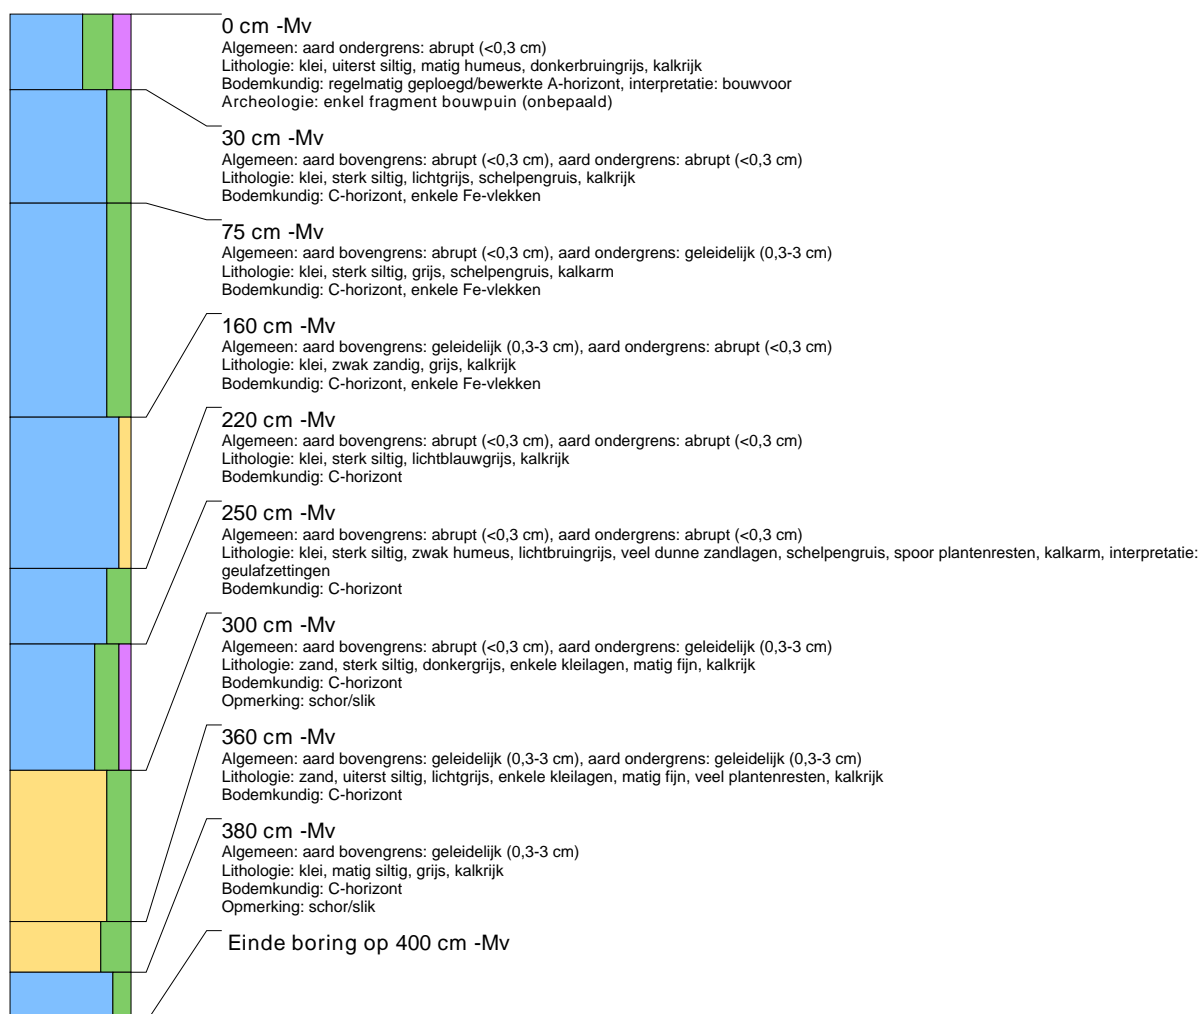 0 cm -Mv
Algemeen: aard ondergrens: abrupt (<0,3 cm)
Lithologie: klei, uiterst siltig, matig humeus, donkerbruingrijs, kalkrijk
Bodemkundig: regelmatig geploegd/bewerkte A-horizont, interpretatie: bouwvoor
Archeologie: enkel fragment bouwpuin (onbepaald)
30 cm -Mv
Algemeen: aard bovengrens: abrupt (<0,3 cm), aard ondergrens: abrupt (<0,3 cm)
Lithologie: klei, sterk siltig, lichtgrijs, schelpengruis, kalkrijk
Bodemkundig: C-horizont, enkele Fe-vlekken
75 cm -Mv
Algemeen: aard bovengrens: abrupt (<0,3 cm), aard ondergrens: geleidelijk (0,3-3 cm)
Lithologie: klei, sterk siltig, grijs, schelpengruis, kalkarm
Bodemkundig: C-horizont, enkele Fe-vlekken
160 cm -Mv
Algemeen: aard bovengrens: geleidelijk (0,3-3 cm), aard ondergrens: abrupt (<0,3 cm)
Lithologie: klei, zwak zandig, grijs, kalkrijk
Bodemkundig: C-horizont, enkele Fe-vlekken
220 cm -Mv
Algemeen: aard bovengrens: abrupt (<0,3 cm), aard ondergrens: abrupt (<0,3 cm)
Lithologie: klei, sterk siltig, lichtblauwgrijs, kalkrijk
Bodemkundig: C-horizont
250 cm -Mv
Algemeen: aard bovengrens: abrupt (<0,3 cm), aard ondergrens: abrupt (<0,3 cm)
Lithologie: klei, sterk siltig, zwak humeus, lichtbruingrijs, veel dunne zandlagen, schelpengruis, spoor plantenresten, kalkarm, interpretatie:
geulafzettingen
Bodemkundig: C-horizont
300 cm -Mv
Algemeen: aard bovengrens: abrupt (<0,3 cm), aard ondergrens: geleidelijk (0,3-3 cm)
Lithologie: zand, sterk siltig, donkergrijs, enkele kleilagen, matig fijn, kalkrijk
Bodemkundig: C-horizont
Opmerking: schor/slik
360 cm -Mv
Algemeen: aard bovengrens: geleidelijk (0,3-3 cm), aard ondergrens: geleidelijk (0,3-3 cm)
Lithologie: zand, uiterst siltig, lichtgrijs, enkele kleilagen, matig fijn, veel plantenresten, kalkrijk
Bodemkundig: C-horizont
380 cm -Mv
Algemeen: aard bovengrens: geleidelijk (0,3-3 cm)
Lithologie: klei, matig siltig, grijs, kalkrijk
Bodemkundig: C-horizont
Opmerking: schor/slik
Einde boring op 400 cm -Mv